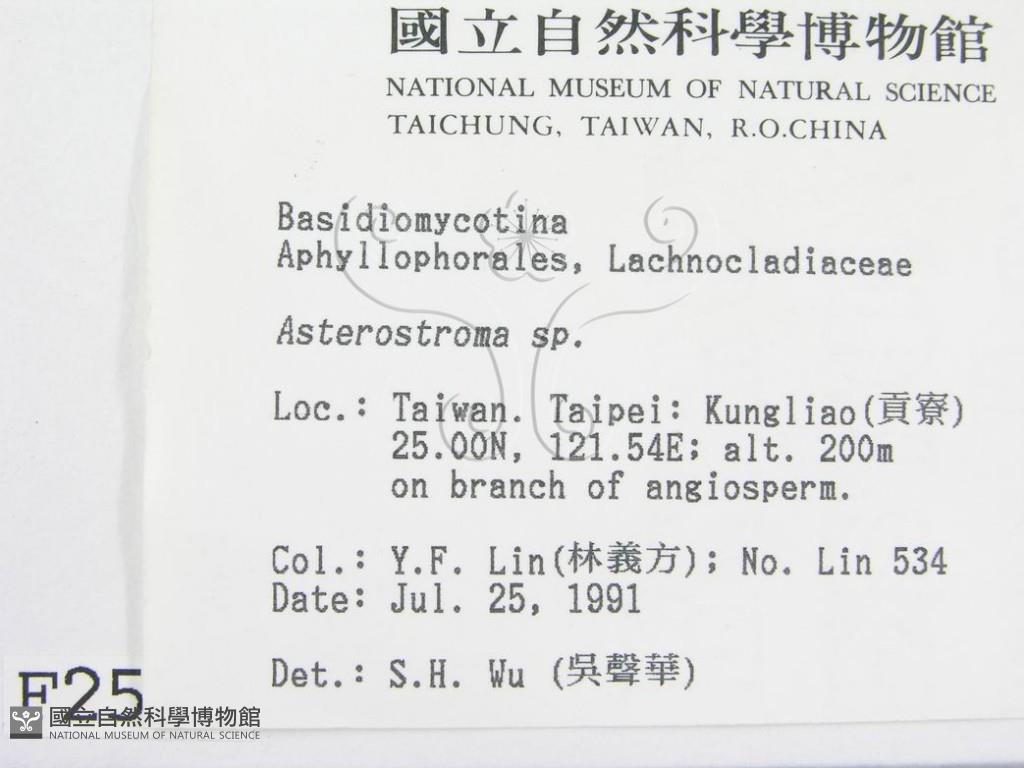 國立自然科學博物館
NATIONAL MUSEUM OF NATURAL SCIENCE
TAICHUNG, TAIWAN, R.O.CHINA
Basidiomycotina
Aphyllophorales, Lachnocladiaceae
Asterostroma sp.
Loc.: Taiwan. Taipei: Kungliao(貢寮)
25.00N, 121.54E; alt. 200m
on branch of angiosperm.
Col.: Y.F. Lin(林義方); No. Lin 534
Date: Jul. 25, 1991
Det.: S.H. Wu (吳聲華)
F25
國立自然科學博物館
NATIONAL MUSEUM OF NATURAL SCIENCE